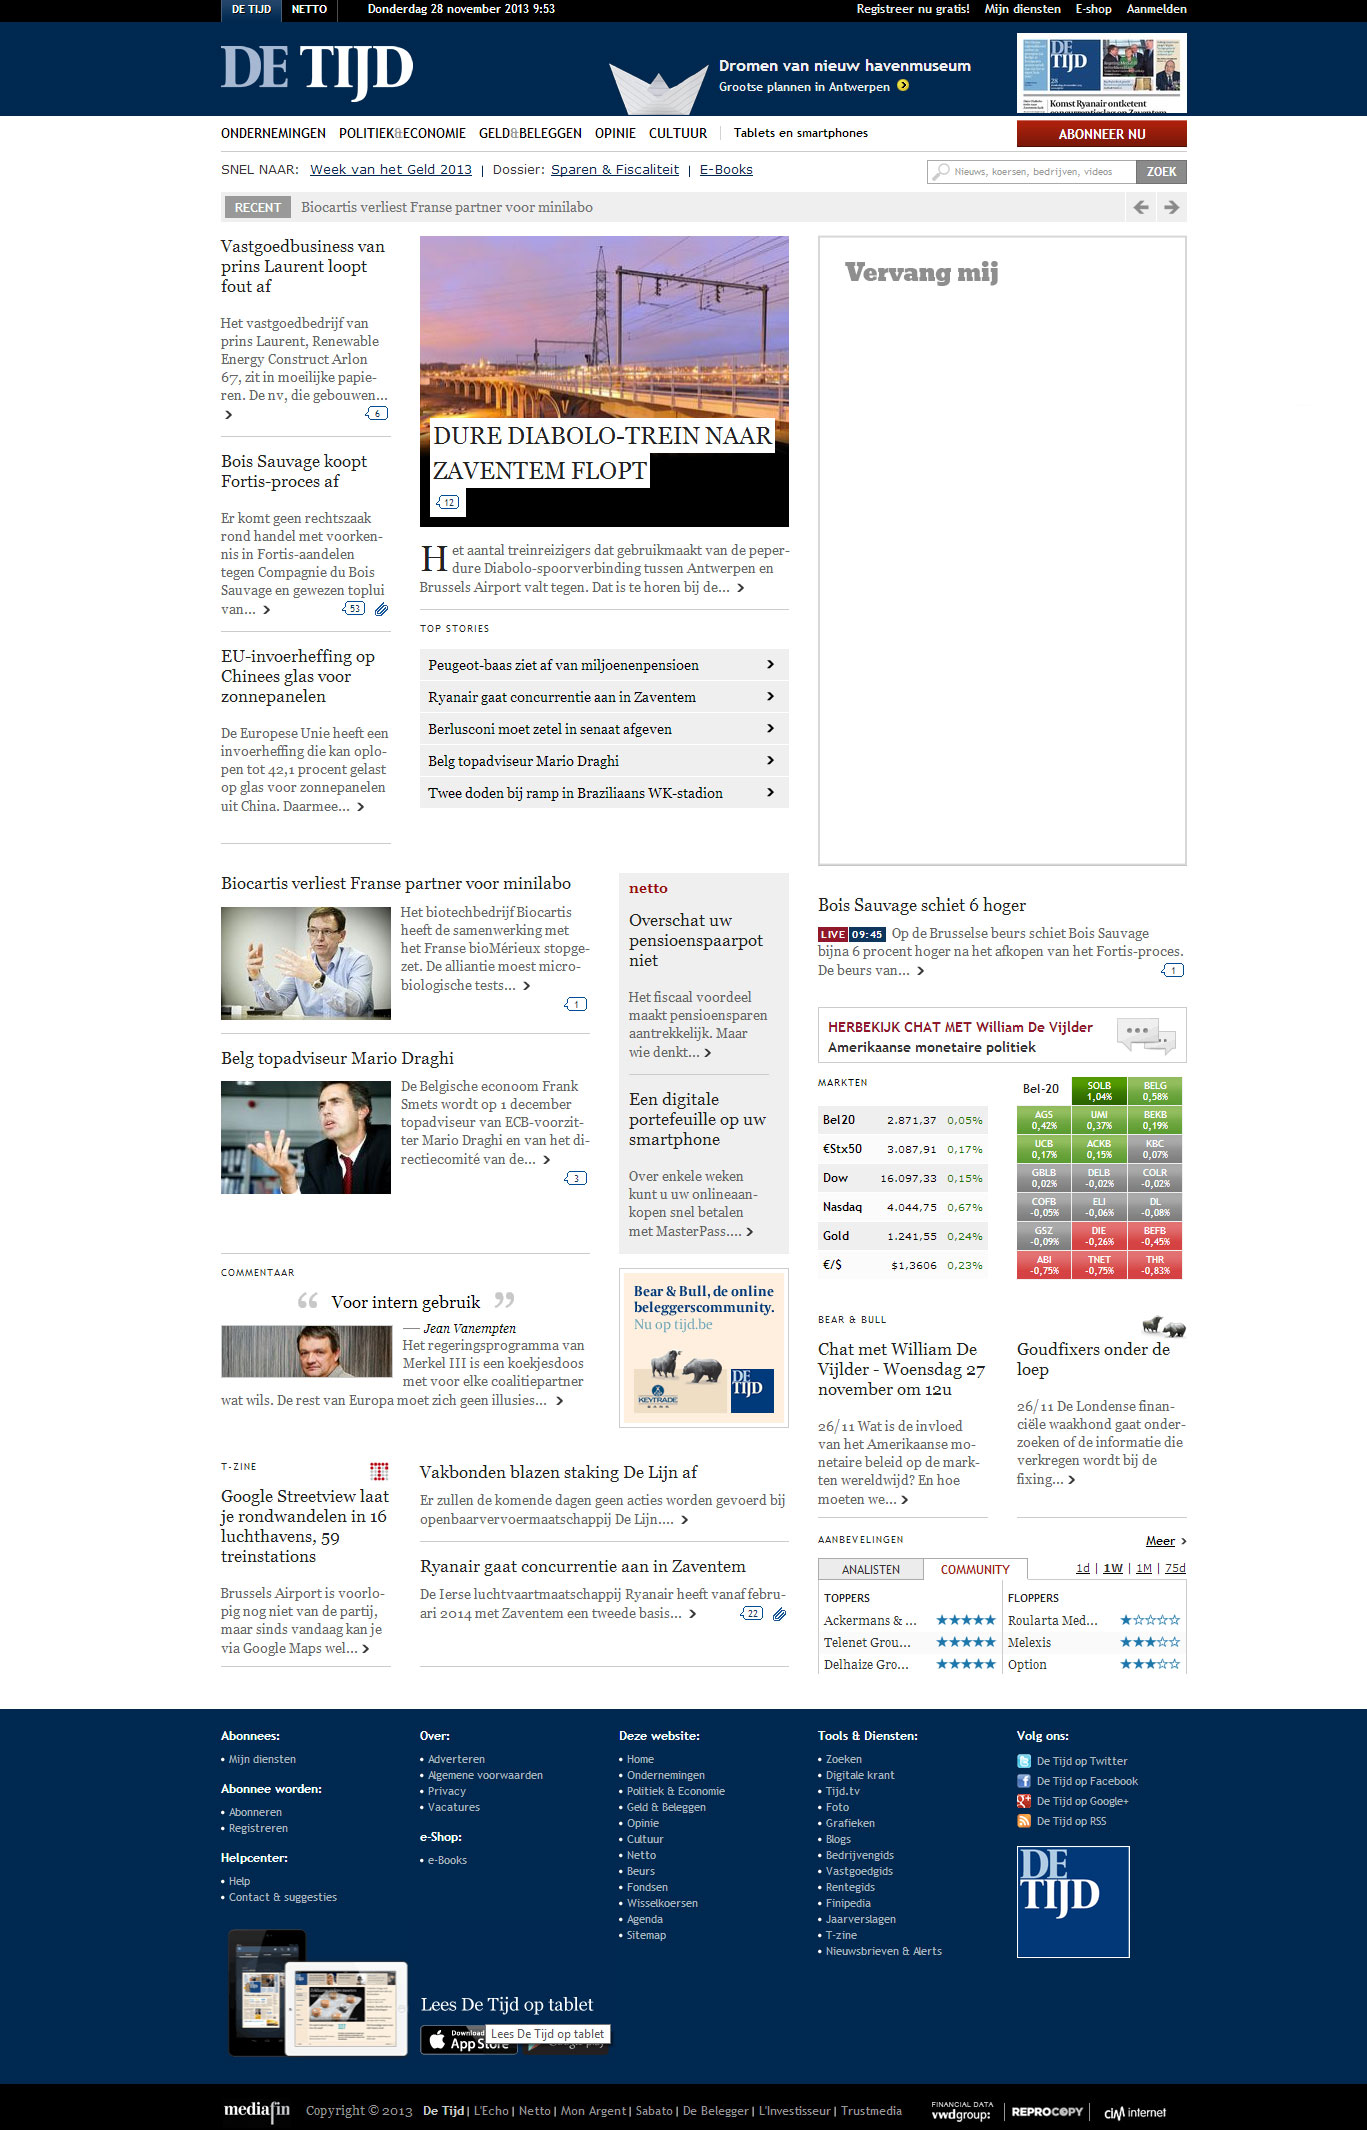 DE TIJD NETTO Donderdag 28 november 2013 9:53 Registreer nu gratis! Mijn diensten E-shop Aanmelden
DE TIJD
Dromen van nieuw havenmuseum
Grootse plannen in Antwerpen
DE TIJD
28
Komst Ryanair ontketent
ONDERNEMINGEN POLITIEK&ECONOMIE GELD&BELEGGEN OPINIE CULTUUR Tablets en smartphones
ABONNEER NU
SNEL NAAR: Week van het Geld 2013 | Dossier: Sparen & Fiscaliteit | E-Books
Nieuws, koersen, bedrijven, videos ZOEK
RECENT Biocartis verliest Franse partner voor minilabo
Vastgoedbusiness van
prins Laurent loopt
fout af
Het vastgoedbedrijf van
prins Laurent, Renewable
Energy Construct Arlon
67, zit in moeilijke papie-
ren. De nv, die gebouwen...
6
Bois Sauvage koopt
Fortis-proces af
Er komt geen rechtszaak
rond handel met voorken-
nis in Fortis-aandelen
tegen Compagnie du Bois
Sauvage en gewezen toplui
van... 53
EU-invoerheffing op
Chinees glas voor
zonnepanelen
De Europese Unie heeft een
invoerheffing die kan oplo-
pen tot 42,1 procent gelast
op glas voor zonnepanelen
uit China. Daarmee...
DURE DIABOLO-TREIN NAAR
ZAVENTEM FLOPT
12
Het aantal treinreizigers dat gebruikmaakt van de peper-
dure Diabolo-spoorverbinding tussen Antwerpen en
Brussels Airport valt tegen. Dat is te horen bij de...
TOP STORIES
Peugeot-baas ziet af van miljoenenpensioen
Ryanair gaat concurrentie aan in Zaventem
Berlusconi moet zetel in senaat afgeven
Belg topadviseur Mario Draghi
Twee doden bij ramp in Braziliaans WK-stadion
Vervang mij
Biocartis verliest Franse partner voor minilabo
Het biotechbedrijf Biocartis
heeft de samenwerking met
het Franse bioMérieux stopge-
zet. De alliantie moest micro-
biologische tests...
1
Belg topadviseur Mario Draghi
De Belgische econoom Frank
Smets wordt op 1 december
topadviseur van ECB-voorzit-
ter Mario Draghi en van het di-
rectiecomité van de...
3
netto
Overschat uw
pensioenspaarpot
niet
Het fiscaal voordeel
maakt pensioensparen
aantrekkelijk. Maar
wie denkt...
Een digitale
portefeuille op uw
smartphone
Over enkele weken
kunt u uw onlineaan-
kopen snel betalen
met MasterPass....
Bois Sauvage schiet 6 hoger
LIVE 09:45 Op de Brusselse beurs schiet Bois Sauvage
bijna 6 procent hoger na het afkopen van het Fortis-proces.
De beurs van... 1
HERBEKIJK CHAT MET William De Vijlder
Amerikaanse monetaire politiek
MARKTEN
Bel20 2.871,37 0,05%
€Stx50 3.087,91 0,17%
Dow 16.097,33 0,15%
Nasdaq 4.044,75 0,67%
Gold 1.241,55 0,24%
€/$ $1,3606 0,23%
Bel-20 SOLB BELG
1,04% 0,58%
AGS UMI BEKB
0,42% 0,37% 0,19%
UCB ACKB KBC
0,17% 0,15% 0,07%
GBLB DELB COLR
0,02% -0,02% -0,02%
COFB ELI DL
-0,05% -0,06% -0,08%
GSZ DIE BEFB
-0,09% -0,26% -0,45%
ABI TNET THR
-0,75% -0,75% -0,83%
COMMENTAAR
“ Voor intern gebruik ”
— Jean Vanempten
Het regeringsprogramma van
Merkel III is een koekjesdoos
met voor elke coalitiepartner
wat wils. De rest van Europa moet zich geen illusies...
Bear & Bull, de online
beleggerscommunity.
Nu op tijd.be
KEYTRADE
BANK
DE TIJD
BEAR & BULL
Chat met William De
Vijlder - Woensdag 27
november om 12u
26/11 Wat is de invloed
van het Amerikaanse mo-
netaire beleid op de mark-
ten wereldwijd? En hoe
moeten we...
Goudfixers onder de
loep
26/11 De Londense finan-
ciële waakhond gaat onder-
zoeken of de informatie die
verkregen wordt bij de
fixing...
T-ZINE
Google Streetview laat
je rondwandelen in 16
luchthavens, 59
treinstations
Brussels Airport is voorlo-
pig nog niet van de partij,
maar sinds vandaag kan je
via Google Maps wel...
Vakbonden blazen staking De Lijn af
Er zullen de komende dagen geen acties worden gevoerd bij
openbaarvervoermaatschappij De Lijn....
Ryanair gaat concurrentie aan in Zaventem
De Ierse luchtvaartmaatschappij Ryanair heeft vanaf febru-
ari 2014 met Zaventem een tweede basis... 22
AANBEVELINGEN Meer
ANALISTEN COMMUNITY 1d | 1W | 1M | 75d
TOPPERS FLOPPERS
Ackermans & ... ★★★★★ Roularta Med... ★☆☆☆☆
Telenet Grou... ★★★★★ Melexis ★★★☆☆
Delhaize Gro... ★★★★★ Option ★★★☆☆
Abonnees:
• Mijn diensten
Abonnee worden:
• Abonneren
• Registreren
Helpcenter:
• Help
• Contact & suggesties
Over:
• Adverteren
• Algemene voorwaarden
• Privacy
• Vacatures
e-Shop:
• e-Books
Deze website:
• Home
• Ondernemingen
• Politiek & Economie
• Geld & Beleggen
• Opinie
• Cultuur
• Netto
• Beurs
• Fondsen
• Wisselkoersen
• Agenda
• Sitemap
Tools & Diensten:
• Zoeken
• Digitale krant
• Tijd.tv
• Foto
• Grafieken
• Blogs
• Bedrijvengids
• Vastgoedgids
• Rentegids
• Finipedia
• Jaarverslagen
• T-zine
• Nieuwsbrieven & Alerts
Volg ons:
De Tijd op Twitter
De Tijd op Facebook
De Tijd op Google+
De Tijd op RSS
DE TIJD
Lees De Tijd op tablet
App Store
Lees De Tijd op tablet
mediafin Copyright © 2013 De Tijd | L'Echo | Netto | Mon Argent | Sabato | De Belegger | L'Investisseur | Trustmedia
FINANCIAL DATA
vwdgroup: REPROCOPY CIM internet